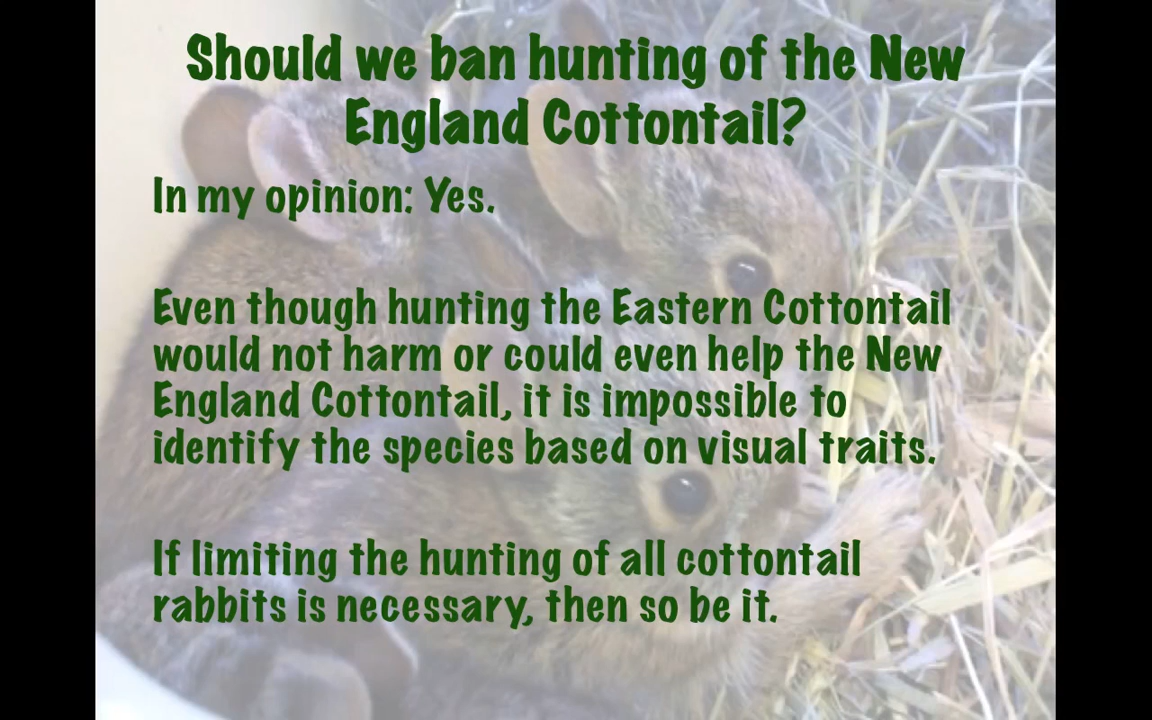 Should we ban hunting of the New
England Cottontail?
In my opinion: Yes.
Even though hunting the Eastern Cottontail
would not harm or could even help the New
England Cottontail, it is impossible to
identify the species based on visual traits.
If limiting the hunting of all cottontail
rabbits is necessary, then so be it.